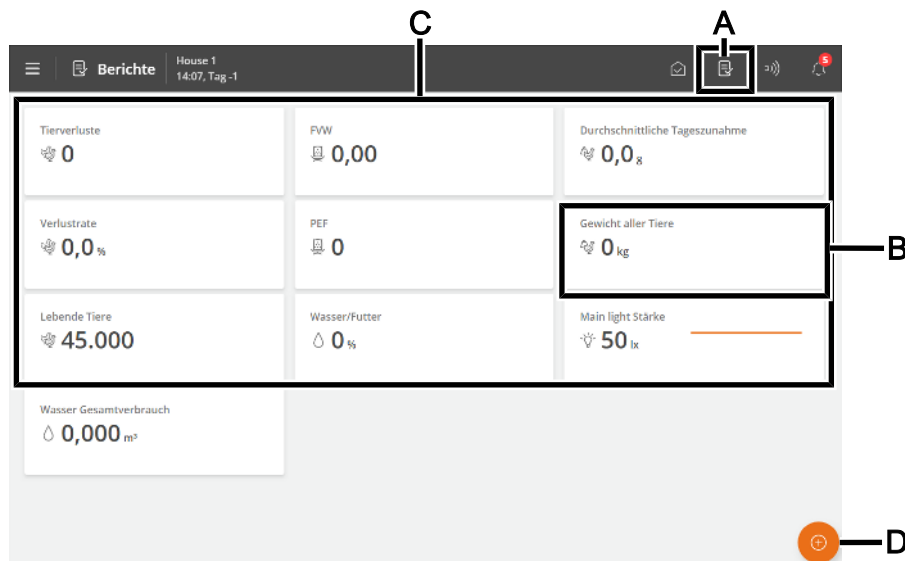 C
A
Berichte
House 1
14:07, Tag -1
5
Tierverluste
0
FVW
0,00
Durchschnittliche Tageszunahme
0,0 g
Verlustrate
0,0 %
PEF
0
Gewicht aller Tiere
0 kg
B
Lebende Tiere
45.000
Wasser/Futter
0 %
Main light Stärke
50 lx
Wasser Gesamtverbrauch
0,000 m³
D